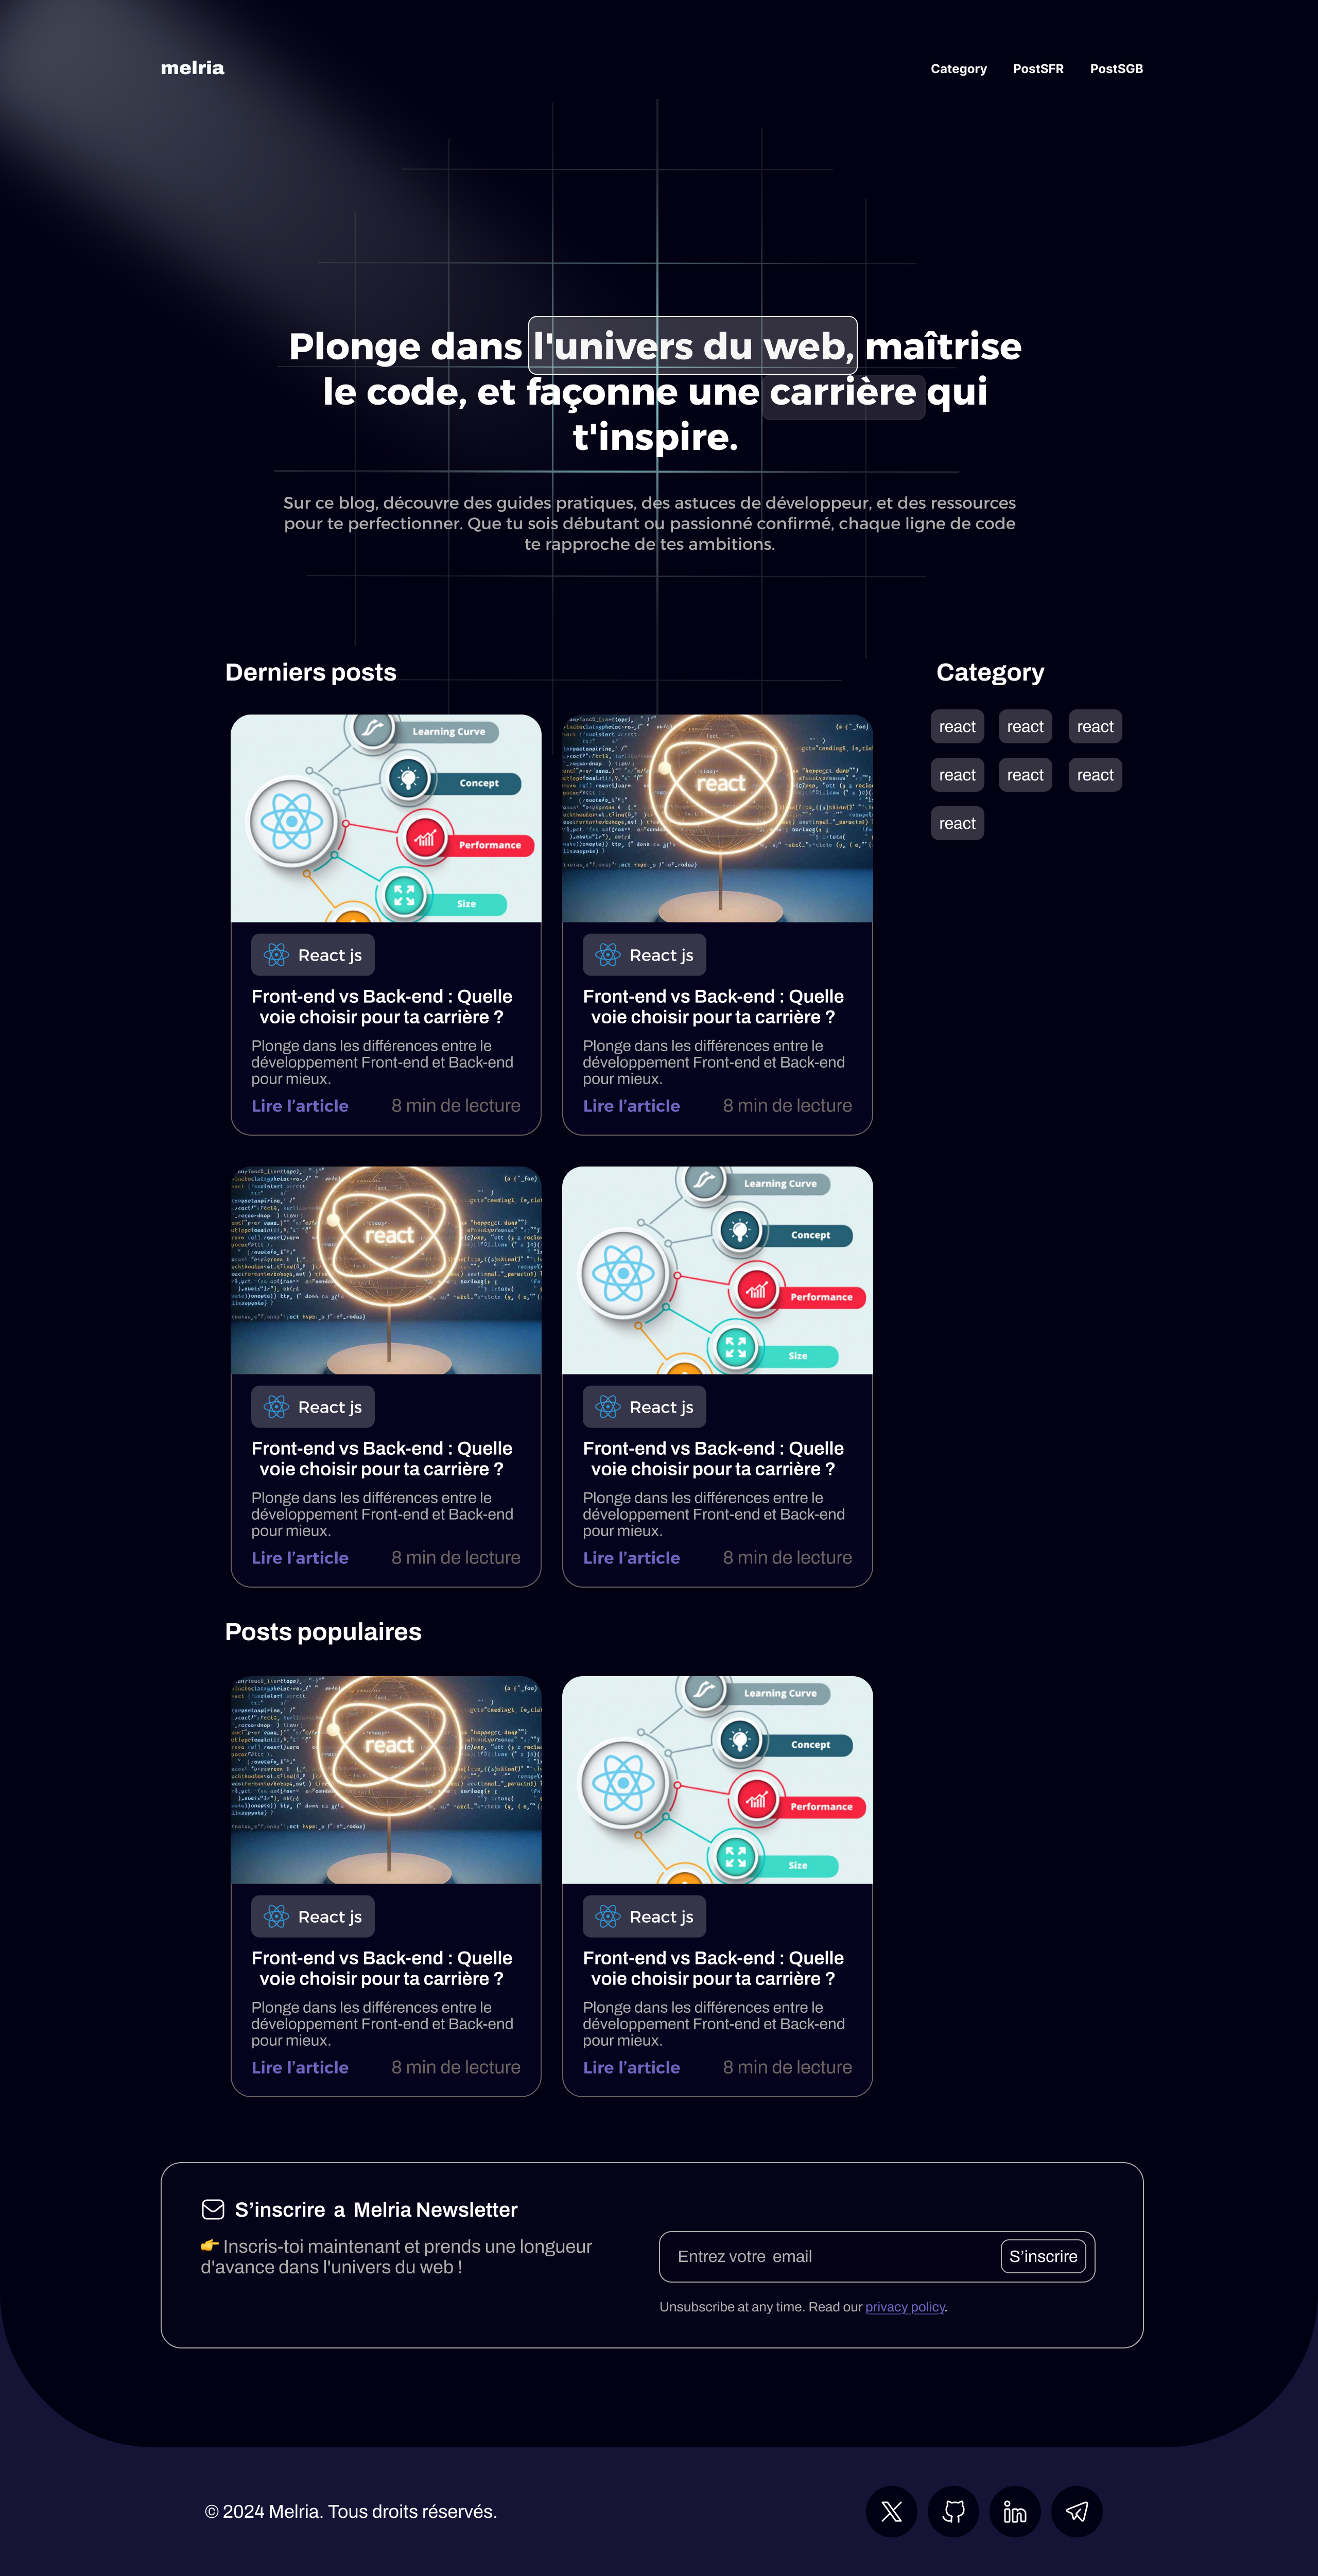 melria
Category
PostSFR
PostSGB
Plonge dans l'univers du web, maîtrise
le code, et façonne une carrière qui
t'inspire.
Sur ce blog, découvre des guides pratiques, des astuces de développeur, et des ressources
pour te perfectionner. Que tu sois débutant ou passionné confirmé, chaque ligne de code
te rapproche de tes ambitions.
Derniers posts
Learning Curve
Concept
Performance
Size
React js
Front-end vs Back-end : Quelle
voie choisir pour ta carrière ?
Plonge dans les différences entre le
développement Front-end et Back-end
pour mieux.
Lire l’article
8 min de lecture
react
React js
Front-end vs Back-end : Quelle
voie choisir pour ta carrière ?
Plonge dans les différences entre le
développement Front-end et Back-end
pour mieux.
Lire l’article
8 min de lecture
Category
react
react
react
react
react
react
react
react
React js
Front-end vs Back-end : Quelle
voie choisir pour ta carrière ?
Plonge dans les différences entre le
développement Front-end et Back-end
pour mieux.
Lire l’article
8 min de lecture
Learning Curve
Concept
Performance
Size
React js
Front-end vs Back-end : Quelle
voie choisir pour ta carrière ?
Plonge dans les différences entre le
développement Front-end et Back-end
pour mieux.
Lire l’article
8 min de lecture
Posts populaires
react
React js
Front-end vs Back-end : Quelle
voie choisir pour ta carrière ?
Plonge dans les différences entre le
développement Front-end et Back-end
pour mieux.
Lire l’article
8 min de lecture
Learning Curve
Concept
Performance
Size
React js
Front-end vs Back-end : Quelle
voie choisir pour ta carrière ?
Plonge dans les différences entre le
développement Front-end et Back-end
pour mieux.
Lire l’article
8 min de lecture
S’inscrire a Melria Newsletter
👉 Inscris-toi maintenant et prends une longueur
d'avance dans l'univers du web !
Entrez votre email
S’inscrire
Unsubscribe at any time. Read our privacy policy.
© 2024 Melria. Tous droits réservés.